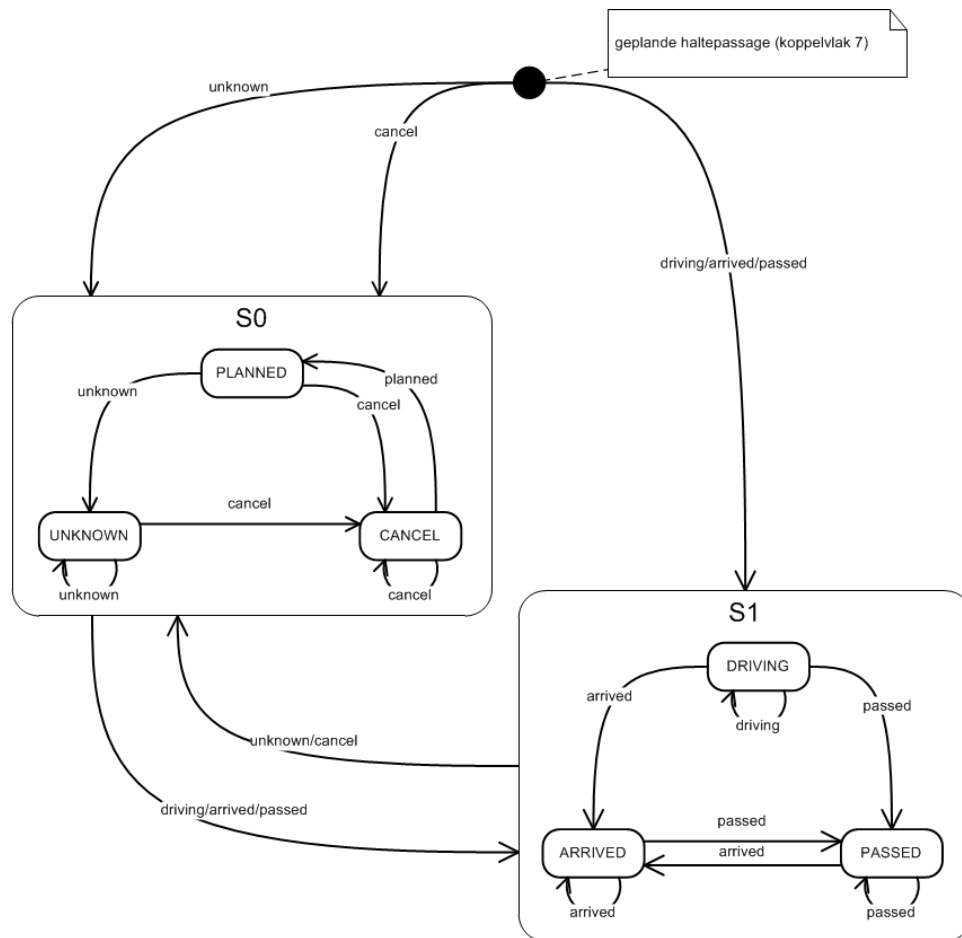 geplande haltepassage (koppelvlak 7)
unknown
cancel
driving/arrived/passed
S0
PLANNED
planned
unknown
cancel
cancel
UNKNOWN
CANCEL
unknown
cancel
S1
DRIVING
arrived
passed
driving
unknown/cancel
driving/arrived/passed
passed
arrived
ARRIVED
PASSED
arrived
passed